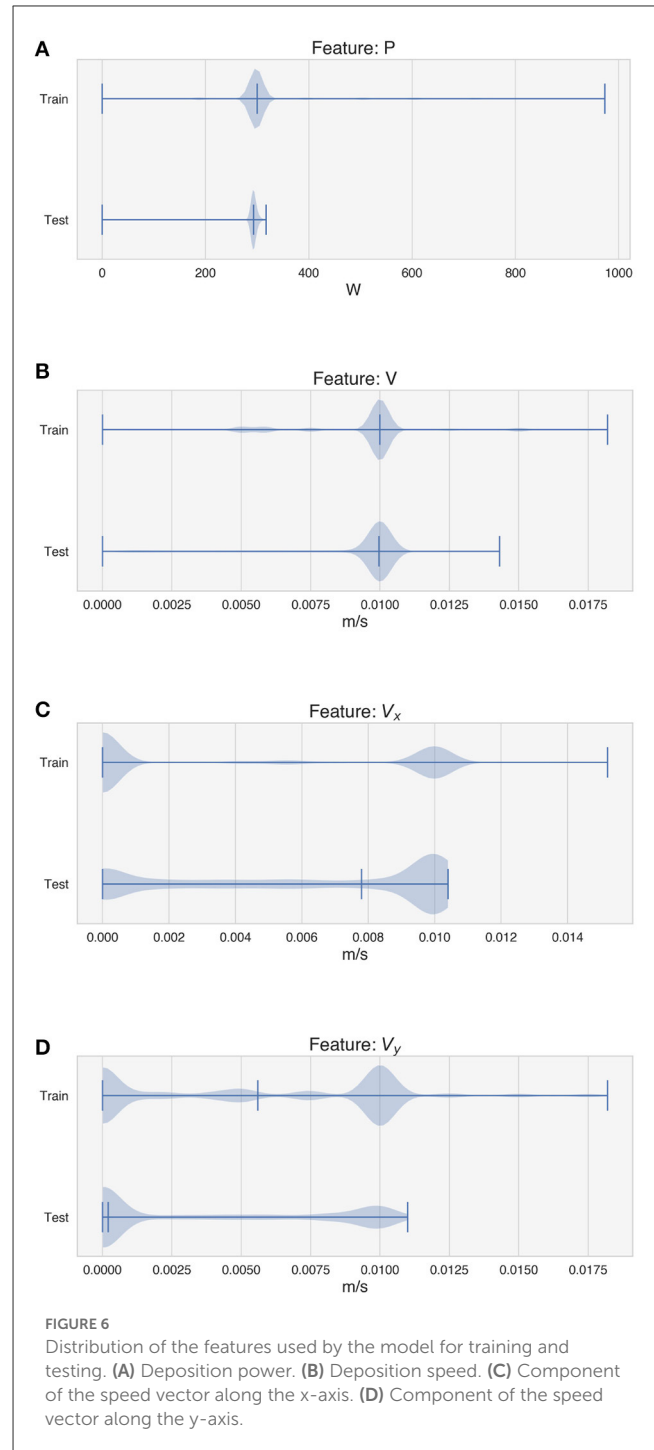 A
Feature: P
Train
Test
0 200 400 600 800 1000
W
B
Feature: V
Train
Test
0.0000 0.0025 0.0050 0.0075 0.0100 0.0125 0.0150 0.0175
m/s
C
Feature: Vx
Train
Test
0.000 0.002 0.004 0.006 0.008 0.010 0.012 0.014
m/s
D
Feature: Vy
Train
Test
0.0000 0.0025 0.0050 0.0075 0.0100 0.0125 0.0150 0.0175
m/s
FIGURE 6
Distribution of the features used by the model for training and
testing. (A) Deposition power. (B) Deposition speed. (C) Component
of the speed vector along the x-axis. (D) Component of the speed
vector along the y-axis.